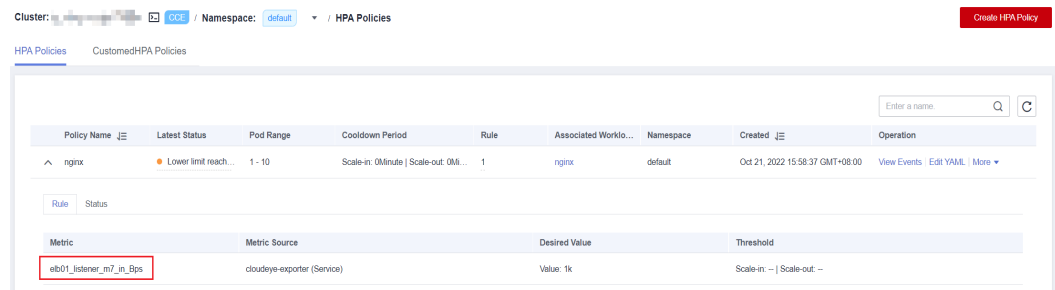 Cluster: CCE / Namespace: default / HPA Policies
Create HPA Policy
HPA Policies CustomedHPA Policies
Enter a name.
Policy Name Latest Status Pod Range Cooldown Period Rule Associated Worklo... Namespace Created Operation
nginx Lower limit reach... 1 - 10 Scale-in: 0Minute | Scale-out: 0Mi... 1 nginx default Oct 21, 2022 15:58:37 GMT+08:00 View Events | Edit YAML | More
Rule Status
Metric Metric Source Desired Value Threshold
elb01_listener_m7_in_Bps cloudeye-exporter (Service) Value: 1k Scale-in: -- | Scale-out: --